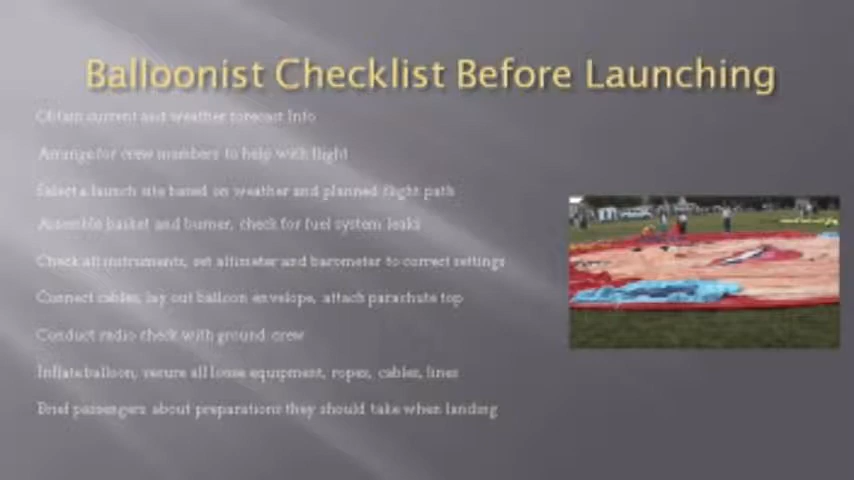 Balloonist Checklist Before Launching
Obtain current and weather forecast Info
Arrange for crew members to help with flight
Select a launch site based on weather and planned flight path
Assemble basket and burner, check for fuel system leaks
Check all instruments, set altimeter and barometer to correct settings
Connect cables, lay out balloon envelope, attach parachute top
Conduct radio check with ground crew
Inflate balloon, secure all loose equipment, ropes, cables, lines
Brief passengers about preparations they should take when landing